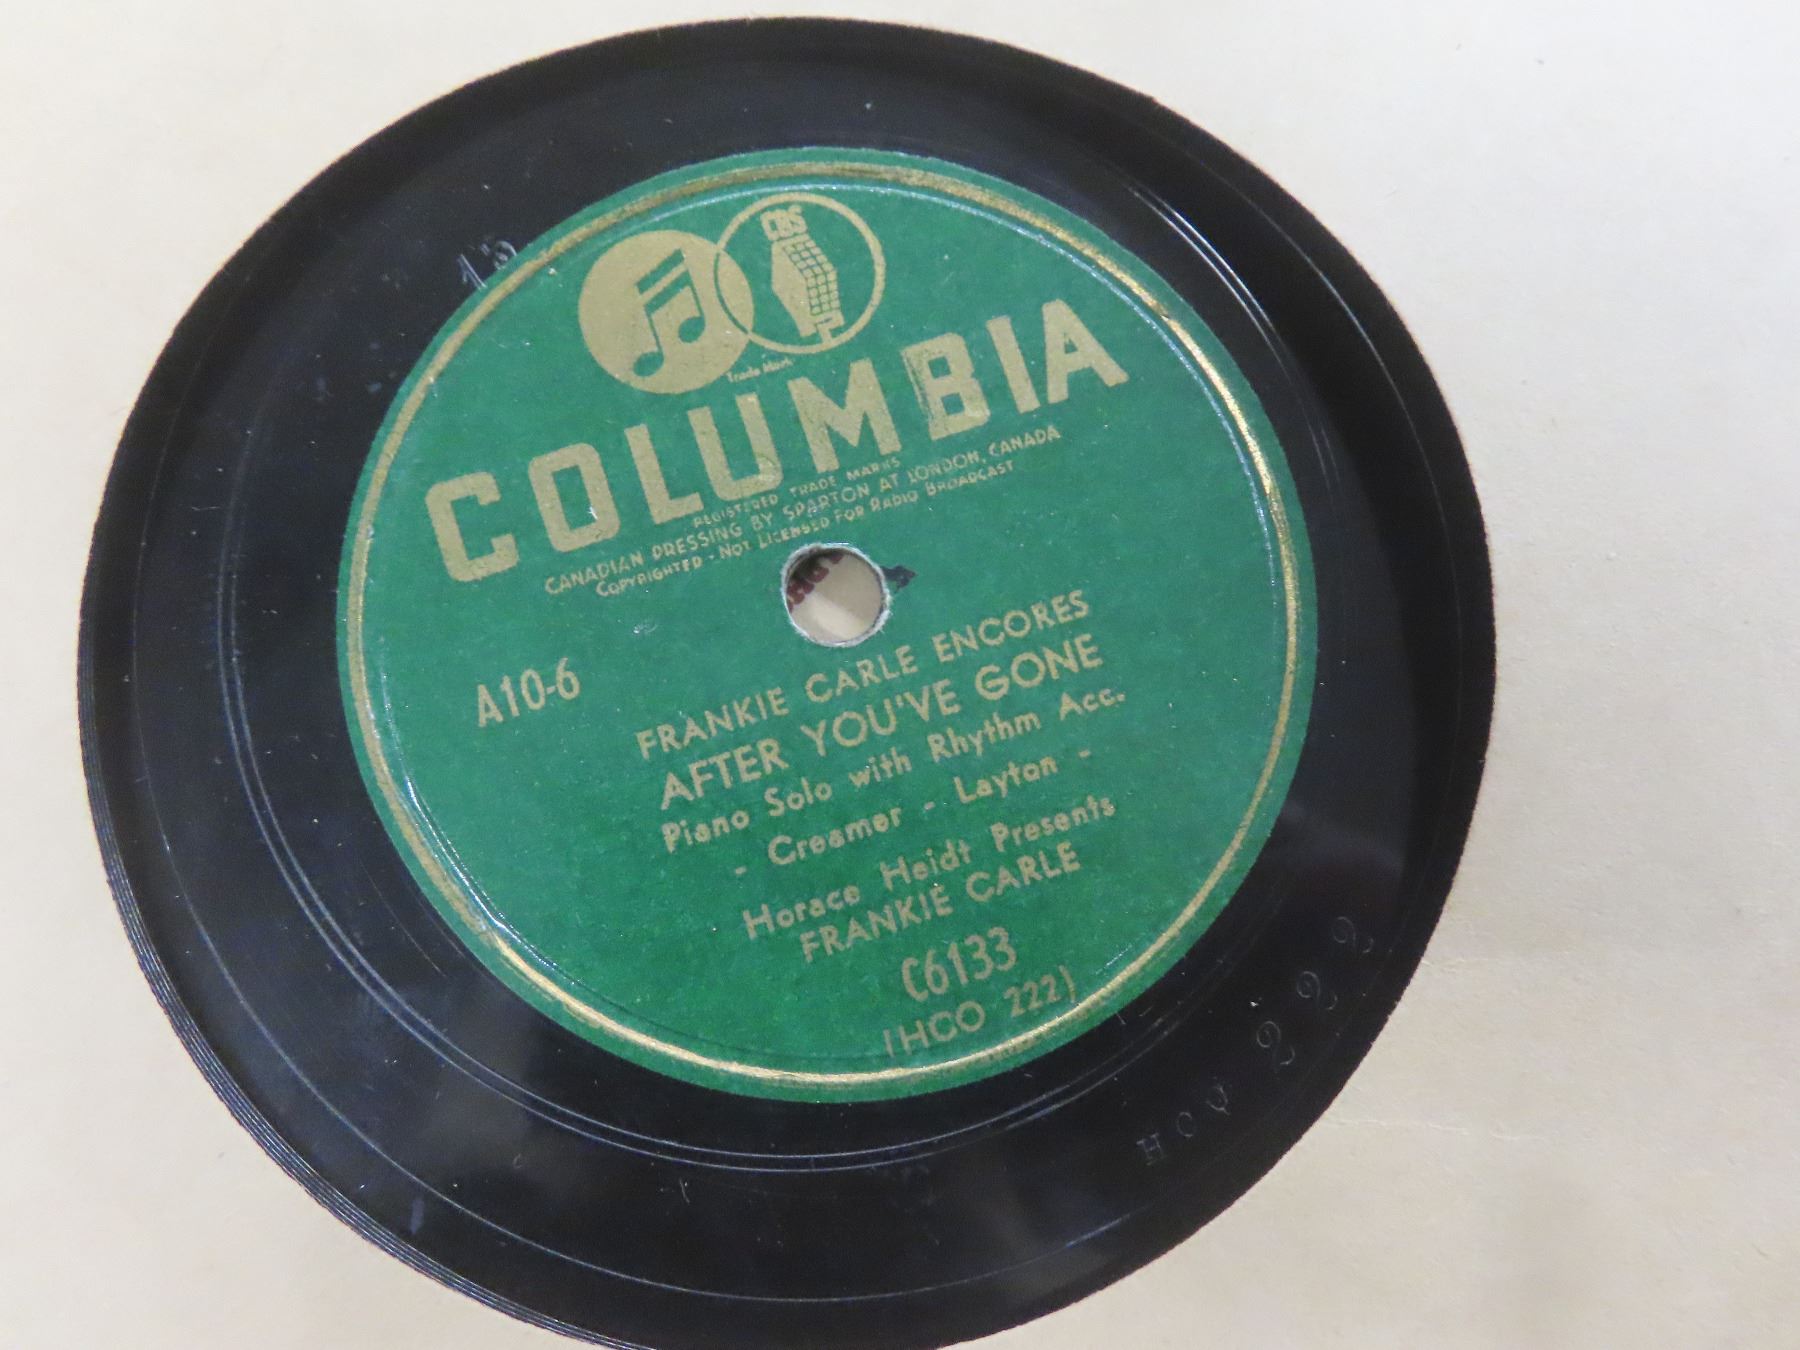 13
CBS
Trade Mark
COLUMBIA
REGISTERED TRADE MARKS
CANADIAN PRESSING BY SPARTON AT LONDON, CANADA
COPYRIGHTED - NOT LICENSED FOR RADIO BROADCAST
A10-6
FRANKIE CARLE ENCORES
AFTER YOU'VE GONE
Piano Solo with Rhythm Acc.
- Creamer - Layton -
Horace Heidt Presents
FRANKIE CARLE
C6133
(HCO 222)
HCO 222